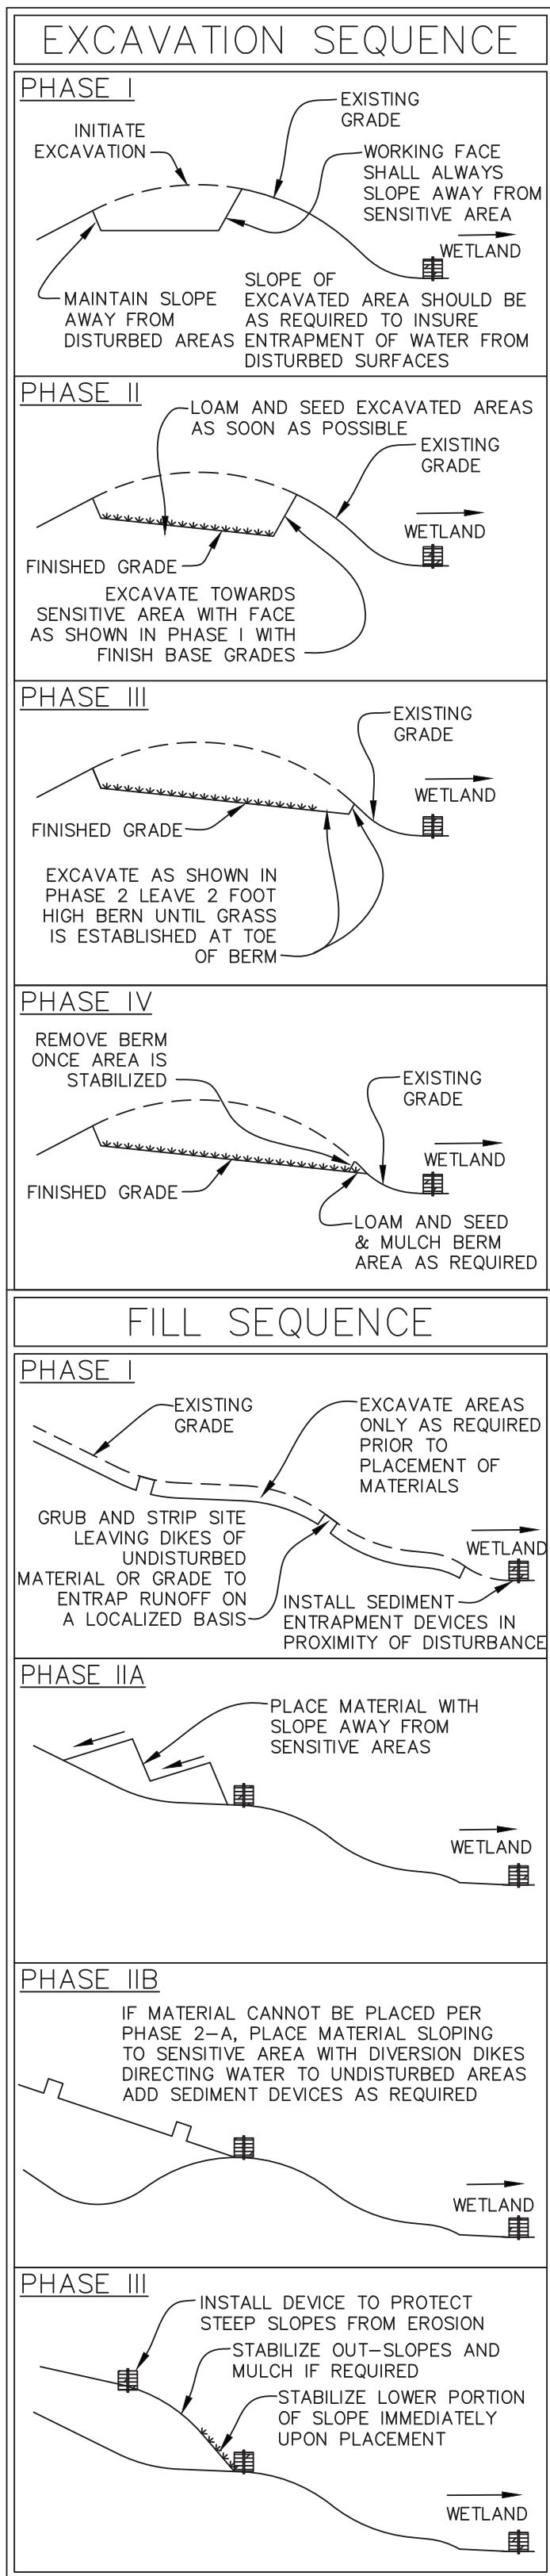 EXCAVATION SEQUENCE
PHASE I
EXISTING
GRADE
INITIATE
EXCAVATION
WORKING FACE
SHALL ALWAYS
SLOPE AWAY FROM
SENSITIVE AREA
WETLAND
MAINTAIN SLOPE
AWAY FROM
DISTURBED AREAS
SLOPE OF
EXCAVATED AREA SHOULD BE
AS REQUIRED TO INSURE
ENTRAPMENT OF WATER FROM
DISTURBED SURFACES
PHASE II
LOAM AND SEED EXCAVATED AREAS
AS SOON AS POSSIBLE
EXISTING
GRADE
WETLAND
FINISHED GRADE
EXCAVATE TOWARDS
SENSITIVE AREA WITH FACE
AS SHOWN IN PHASE I WITH
FINISH BASE GRADES
PHASE III
EXISTING
GRADE
WETLAND
FINISHED GRADE
EXCAVATE AS SHOWN IN
PHASE 2 LEAVE 2 FOOT
HIGH BERN UNTIL GRASS
IS ESTABLISHED AT TOE
OF BERM
PHASE IV
REMOVE BERM
ONCE AREA IS
STABILIZED
EXISTING
GRADE
WETLAND
FINISHED GRADE
LOAM AND SEED
& MULCH BERM
AREA AS REQUIRED
FILL SEQUENCE
PHASE I
EXISTING
GRADE
EXCAVATE AREAS
ONLY AS REQUIRED
PRIOR TO
PLACEMENT OF
MATERIALS
GRUB AND STRIP SITE
LEAVING DIKES OF
UNDISTURBED
MATERIAL OR GRADE TO
ENTRAP RUNOFF ON
A LOCALIZED BASIS
WETLAND
INSTALL SEDIMENT
ENTRAPMENT DEVICES IN
PROXIMITY OF DISTURBANCE
PHASE IIA
PLACE MATERIAL WITH
SLOPE AWAY FROM
SENSITIVE AREAS
WETLAND
PHASE IIB
IF MATERIAL CANNOT BE PLACED PER
PHASE 2-A, PLACE MATERIAL SLOPING
TO SENSITIVE AREA WITH DIVERSION DIKES
DIRECTING WATER TO UNDISTURBED AREAS
ADD SEDIMENT DEVICES AS REQUIRED
WETLAND
PHASE III
INSTALL DEVICE TO PROTECT
STEEP SLOPES FROM EROSION
STABILIZE OUT-SLOPES AND
MULCH IF REQUIRED
STABILIZE LOWER PORTION
OF SLOPE IMMEDIATELY
UPON PLACEMENT
WETLAND